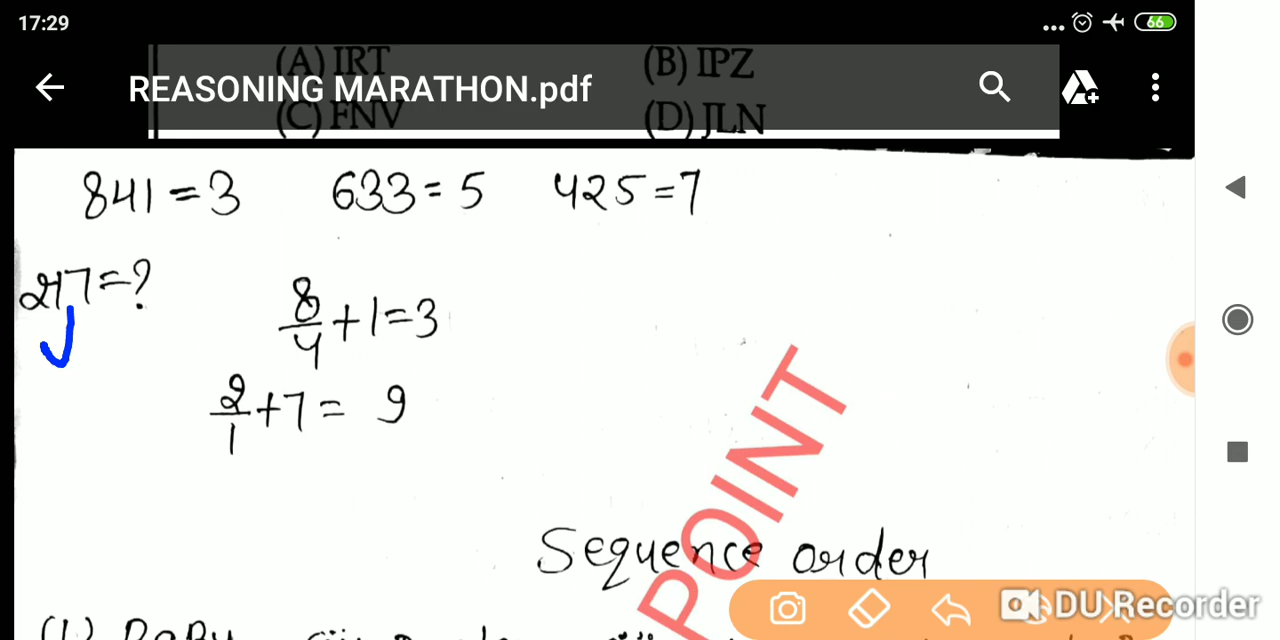 17:29
... 66
(A) IRT (B) IPZ
REASONING MARATHON.pdf
(C) FNV (D) JLN
841 = 3 633 = 5 425 = 7
217 = ?
8/4 + 1 = 3
2/1 + 7 = 9
POINT
Sequence order
DU Recorder
(1)